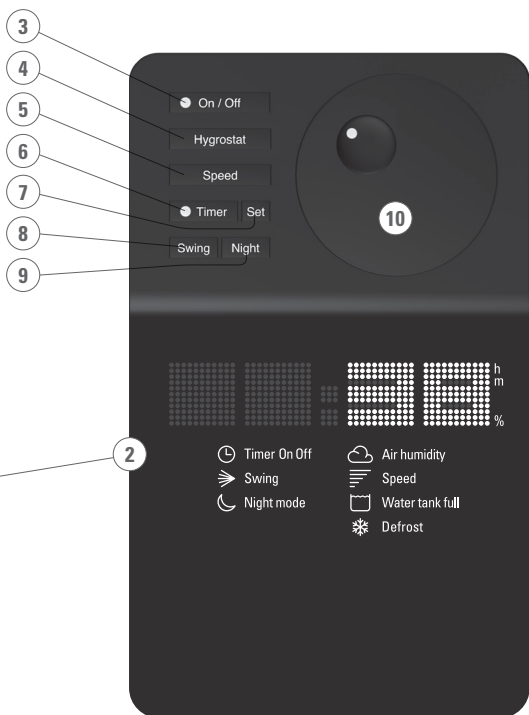 3
4
5
6
7
8
9
On / Off
Hygrostat
Speed
Timer Set
Swing Night
10
38
h
m
%
2
Timer On Off
Swing
Night mode
Air humidity
Speed
Water tank full
Defrost